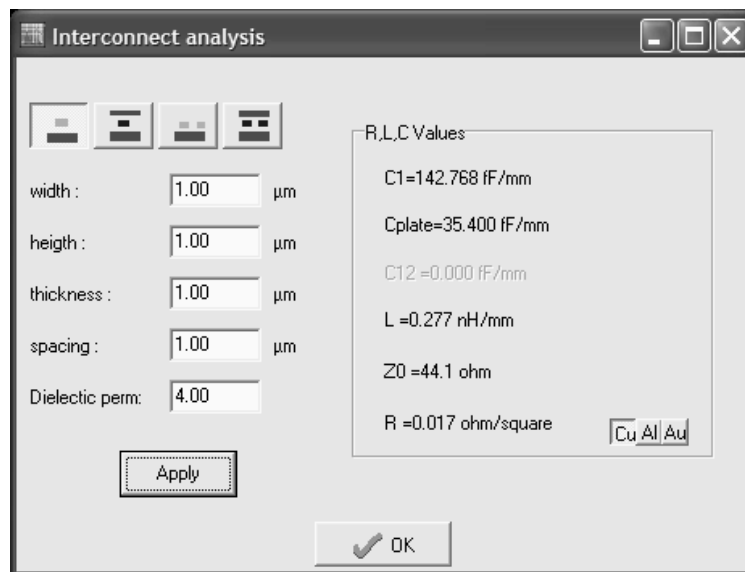 Interconnect analysis
width : 1.00 µm
heigth : 1.00 µm
thickness : 1.00 µm
spacing : 1.00 µm
Dielectic perm: 4.00
Apply
R,L,C Values
C1=142.768 fF/mm
Cplate=35.400 fF/mm
C12 =0.000 fF/mm
L =0.277 nH/mm
Z0 =44.1 ohm
R =0.017 ohm/square
Cu Al Au
OK